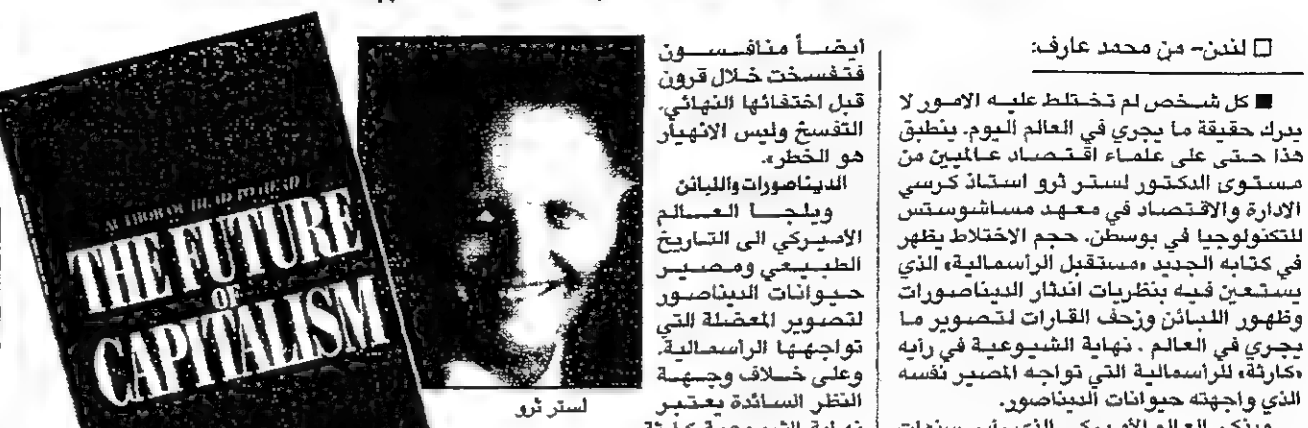 □ لندن- من محمد عارف:
■ كل شخص لم تختلط عليه الامور لا
يدرك حقيقة ما يجري في العالم اليوم. ينطبق
هذا حتى على علماء اقتصاد عالميين من
مستوى الدكتور لستر ثرو استاذ كرسي
الادارة والاقتصاد في معهد مساشوستس
للتكنولوجيا في بوسطن. حجم الاختلاط يظهر
في كتابه الجديد «مستقبل الرأسمالية» الذي
يستعين فيه بنظريات اندثار الديناصورات
وظهور اللبائن وزحف القارات لتصوير ما
يجري في العالم . نهاية الشيوعية في رأيه
«كارثة» للرأسمالية التي تواجه المصير نفسه
الذي واجهته حيوانات الديناصور.
أيضاً منافسون
فتفسخت خلال قرون
قبل اختفائها النهائي.
التفسخ وليس الانهيار
هو الخطر».
الديناصورات واللبائن
ويلجا العالم
الأميركي الى التاريخ
الطبيعي ومصير
حيوانات الديناصور
لتصوير المعضلة التي
تواجهها الرأسمالية.
وعلى خلاف وجهة
النظر السائدة يعتبر
لستر ثرو
AUTHOR OF HEAD TO HEAD
THE FUTURE
OF
CAPITALISM